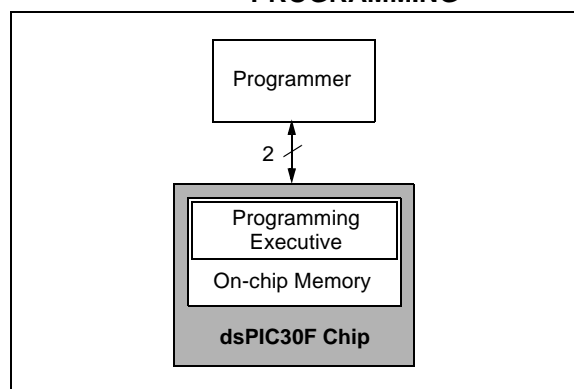 PROGRAMMING
Programmer
2
Programming
Executive
On-chip Memory
dsPIC30F Chip